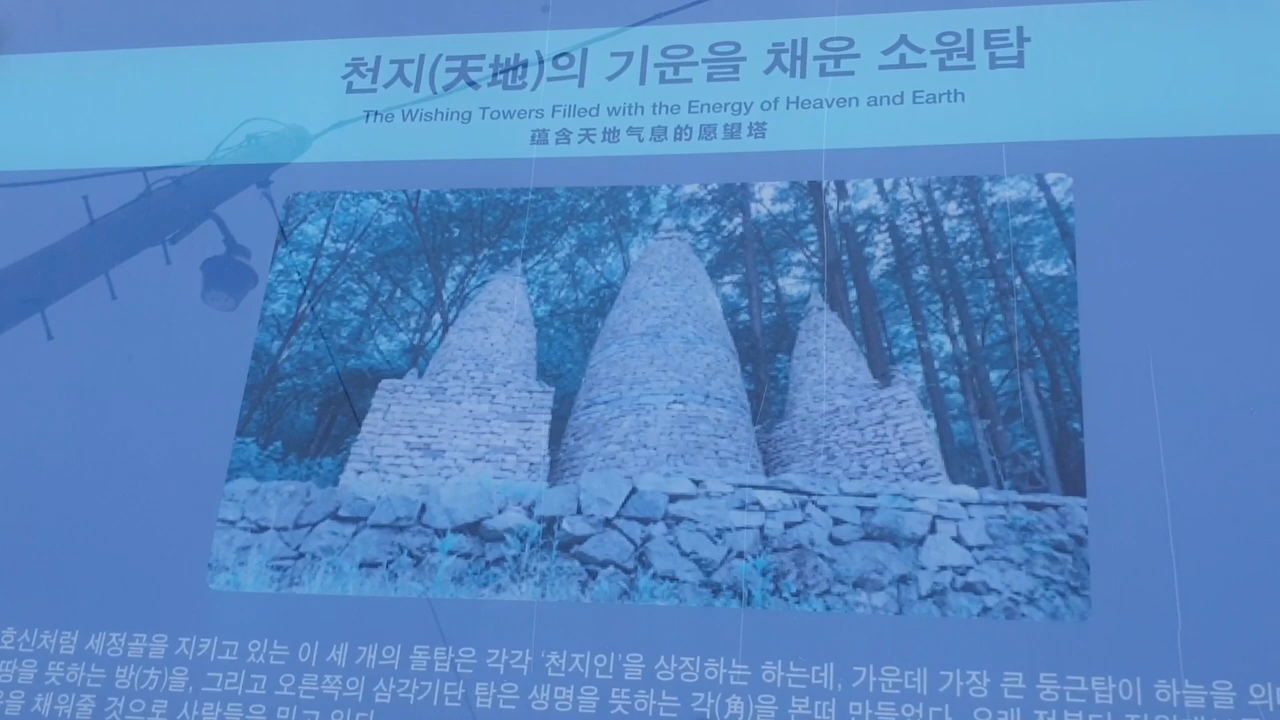 천지(天地)의 기운을 채운 소원탑
The Wishing Towers Filled with the Energy of Heaven and Earth
蕴含天地气息的愿望塔
호신처럼 세정골을 지키고 있는 이 세 개의 돌탑은 각각 '천지인'을 상징하는 하는데, 가운데 가장 큰 둥근탑이 하늘을
땅을 뜻하는 방(方)을, 그리고 오른쪽의 삼각기단 탑은 생명을 뜻하는 각(角)을 본떠 만들었다.
채워줄 것으로 사람들은 믿고 있다.